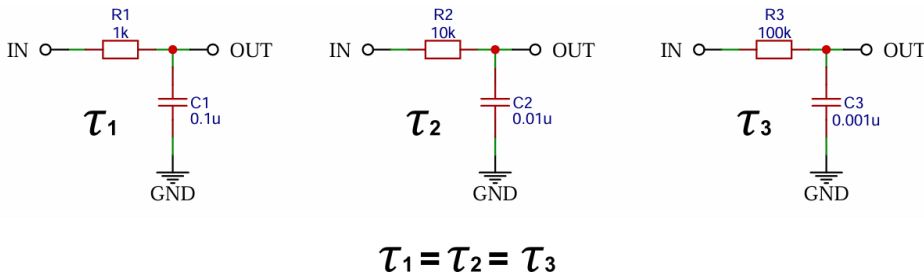 R1 R2 R3
1k 10k 100k
IN OUT IN OUT IN OUT
C1 C2 C3
0.1u 0.01u 0.001u
τ1 τ2 τ3
GND GND GND
τ1 = τ2 = τ3